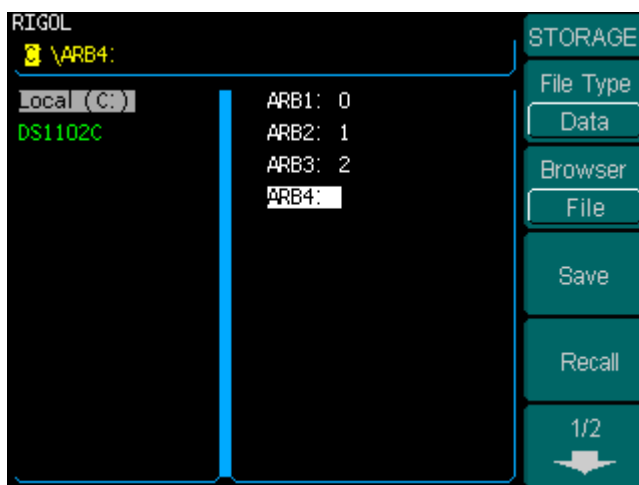 RIGOL
C \ARB4:
Local (C:)
DS1102C
ARB1: 0
ARB2: 1
ARB3: 2
ARB4:
STORAGE
File Type
Data
Browser
File
Save
Recall
1/2